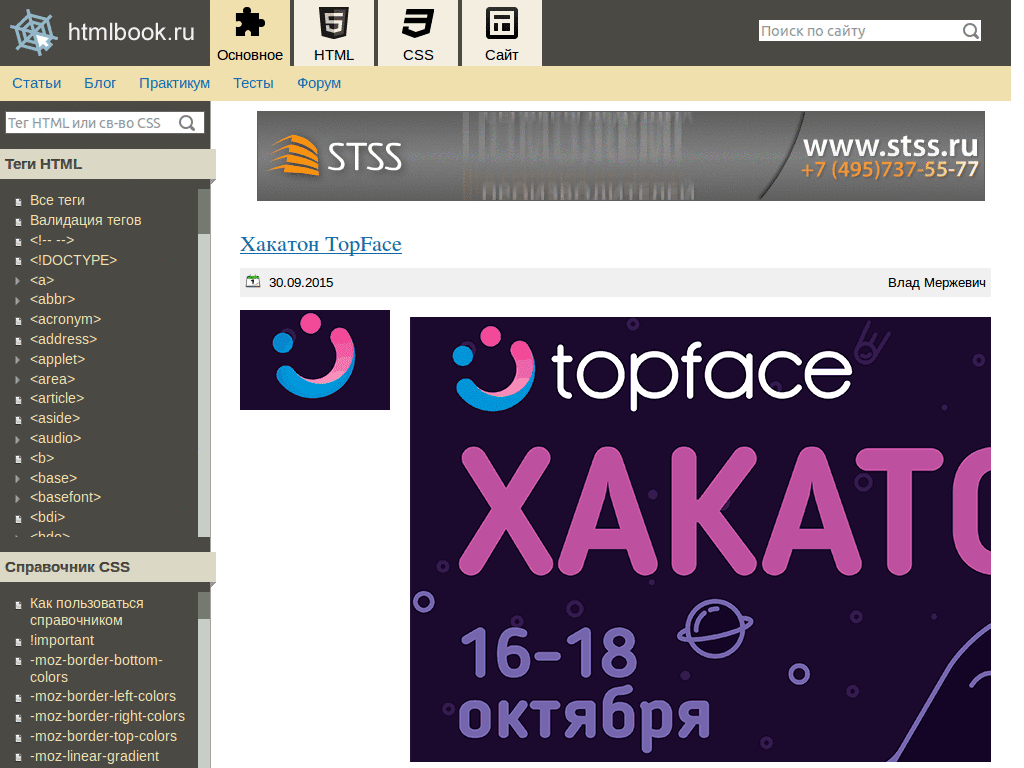 htmlbook.ru
Основное
HTML
CSS
Сайт
Поиск по сайту
Статьи
Блог
Практикум
Тесты
Форум
Тег HTML или св-во CSS
Теги HTML
Все теги
Валидация тегов
<!-- -->
<!DOCTYPE>
<a>
<abbr>
<acronym>
<address>
<applet>
<area>
<article>
<aside>
<audio>
<b>
<base>
<basefont>
<bdi>
<bdo>
Справочник CSS
Как пользоваться
справочником
!important
-moz-border-bottom-
colors
-moz-border-left-colors
-moz-border-right-colors
-moz-border-top-colors
-moz-linear-gradient
STSS
www.stss.ru
+7 (495)737-55-77
Хакатон TopFace
30.09.2015
Влад Мержевич
topface
ХАКАТО
16-18
октября